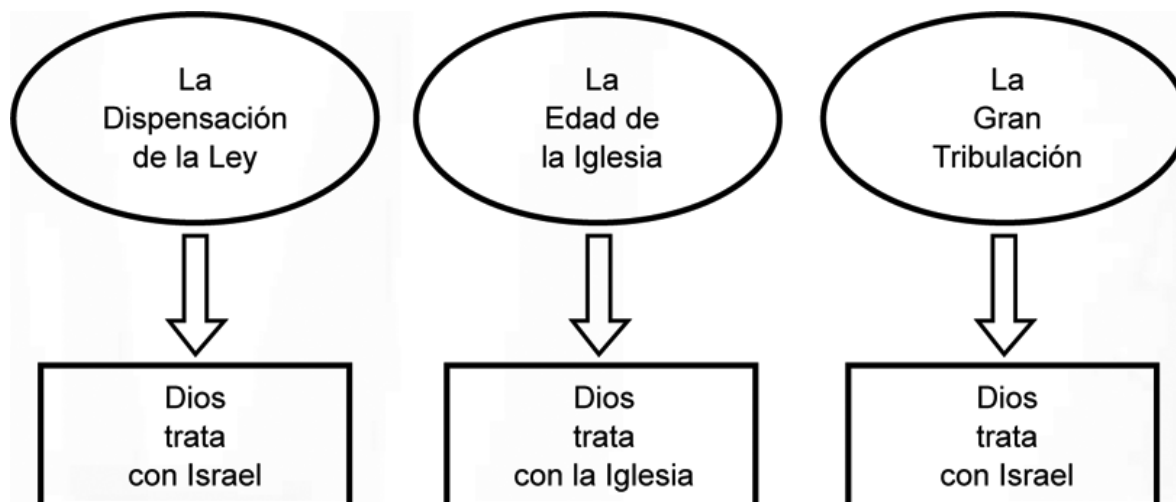 La
Dispensación
de la Ley
La
Edad de
la Iglesia
La
Gran
Tribulación
Dios
trata
con Israel
Dios
trata
con la Iglesia
Dios
trata
con Israel